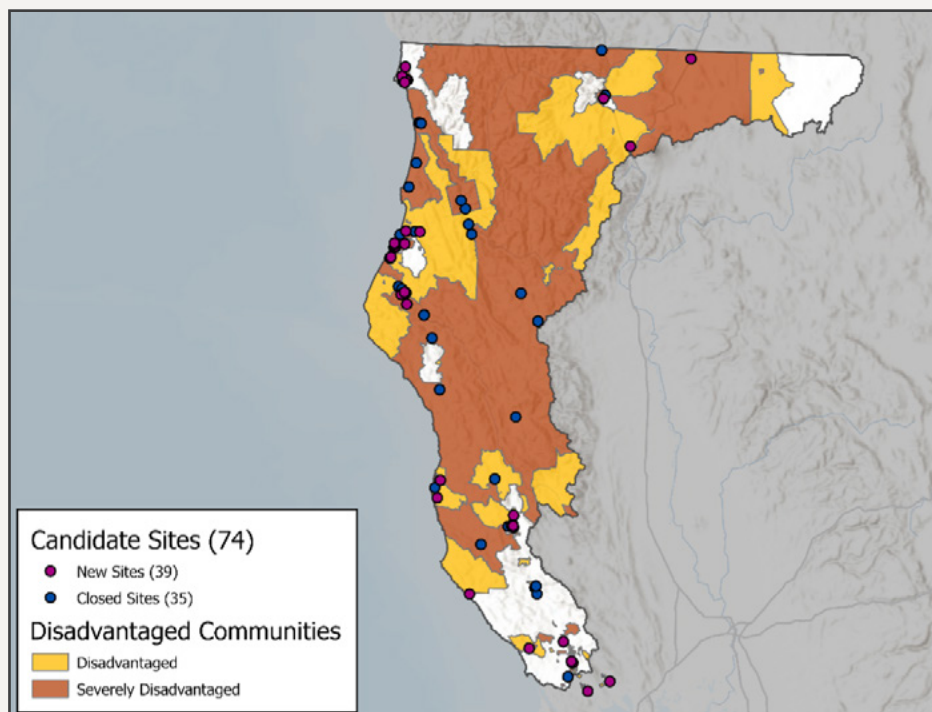 Candidate Sites (74)
New Sites (39)
Closed Sites (35)
Disadvantaged Communities
Disadvantaged
Severely Disadvantaged